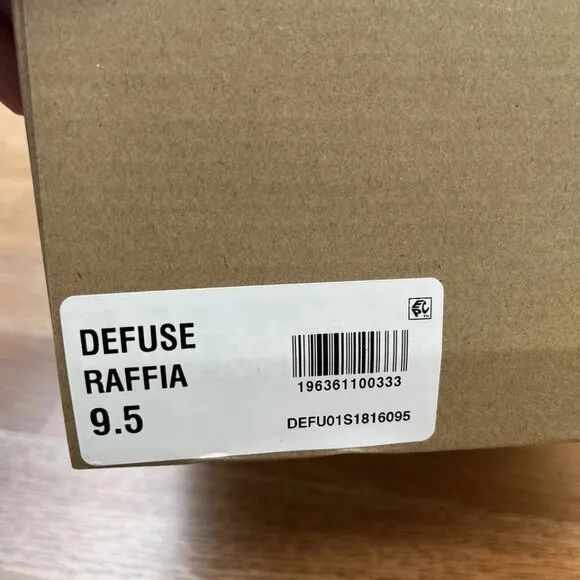 DEFUSE
RAFFIA
9.5
196361100333
DEFU01S1816095